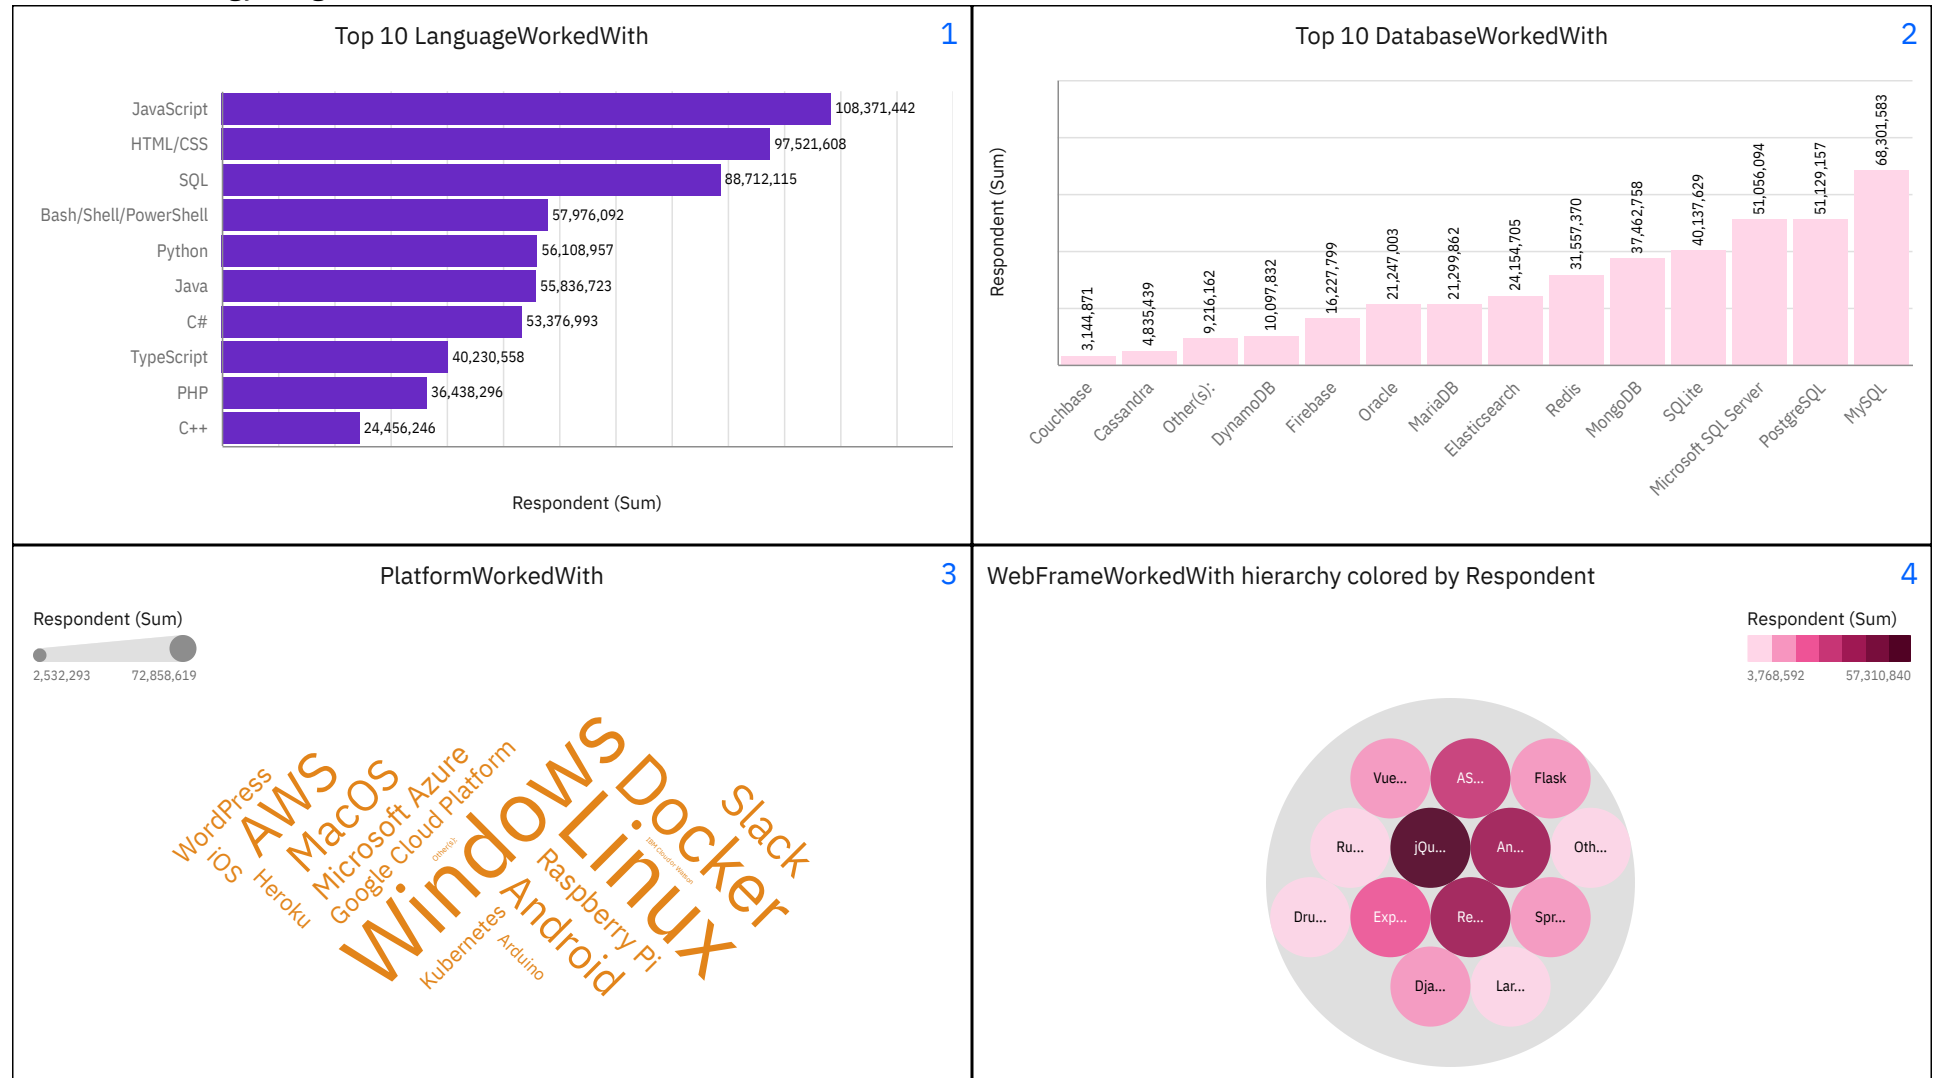 Top 10 LanguageWorkedWith
1
JavaScript
108,371,442
HTML/CSS
97,521,608
SQL
88,712,115
Bash/Shell/PowerShell
57,976,092
Python
56,108,957
Java
55,836,723
C#
53,376,993
TypeScript
40,230,558
PHP
36,438,296
C++
24,456,246
Respondent (Sum)
Top 10 DatabaseWorkedWith
2
Respondent (Sum)
3,144,871
4,835,439
9,216,162
10,097,832
16,227,799
21,247,003
21,299,862
24,154,705
31,557,370
37,462,758
40,137,629
51,056,094
51,129,157
68,301,583
Couchbase
Cassandra
Other(s):
DynamoDB
Firebase
Oracle
MariaDB
Elasticsearch
Redis
MongoDB
SQLite
Microsoft SQL Server
PostgreSQL
MySQL
PlatformWorkedWith
3
Respondent (Sum)
2,532,293
72,858,619
WordPress
AWS
iOS
MacOS
Heroku
Microsoft Azure
Google Cloud Platform
Other(s):
Windows
Linux
Docker
Slack
IBM Cloud or Watson
Raspberry Pi
Android
Kubernetes
Arduino
WebFrameWorkedWith hierarchy colored by Respondent
4
Respondent (Sum)
3,768,592
57,310,840
Vue...
AS...
Flask
Ru...
jQu...
An...
Oth...
Dru...
Exp...
Re...
Spr...
Dja...
Lar...